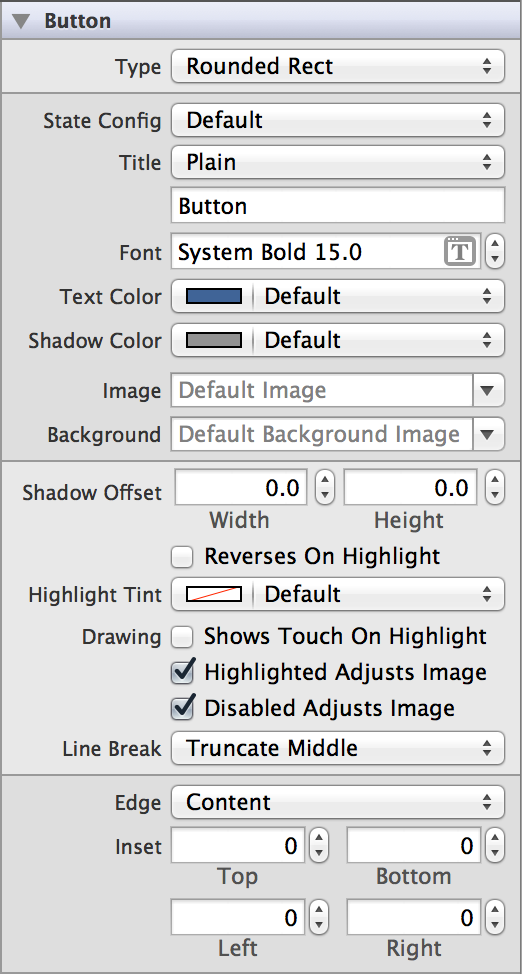 Button
Type Rounded Rect
State Config Default
Title Plain
Button
Font System Bold 15.0 T
Text Color Default
Shadow Color Default
Image Default Image
Background Default Background Image
Shadow Offset 0.0 0.0
Width Height
Reverses On Highlight
Highlight Tint Default
Drawing Shows Touch On Highlight
Highlighted Adjusts Image
Disabled Adjusts Image
Line Break Truncate Middle
Edge Content
Inset 0 0
Top Bottom
0 0
Left Right